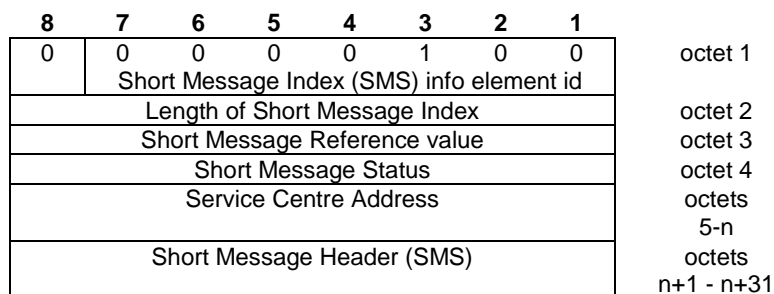 8 7 6 5 4 3 2 1
0 0 0 0 0 1 0 0 octet 1
Short Message Index (SMS) info element id
Length of Short Message Index octet 2
Short Message Reference value octet 3
Short Message Status octet 4
Service Centre Address octets
5-n
Short Message Header (SMS) octets
n+1 - n+31